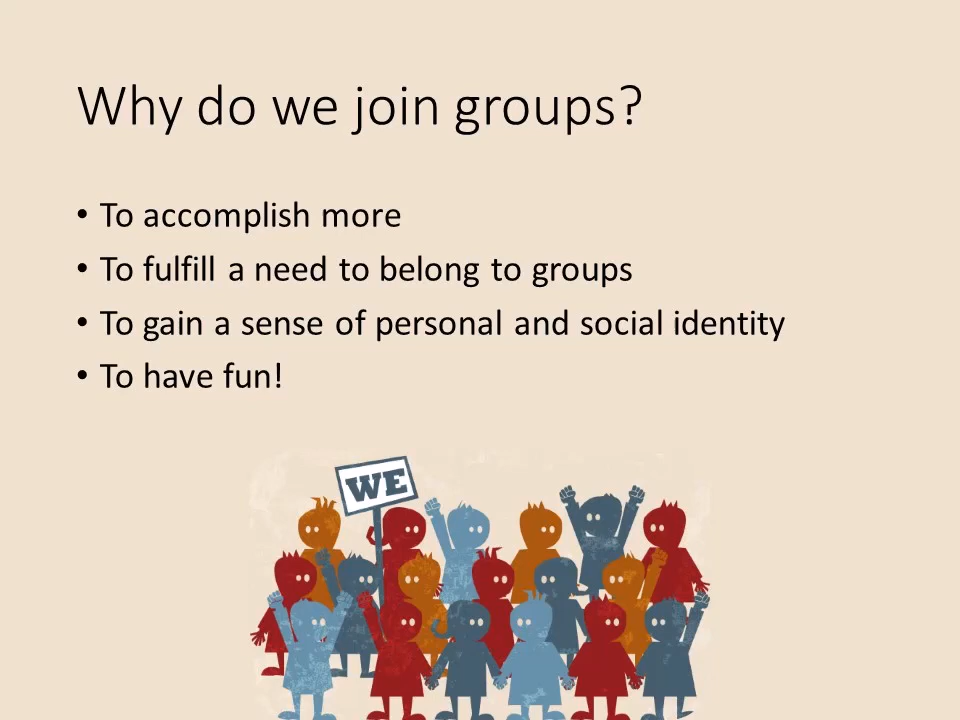 Why do we join groups?
• To accomplish more
• To fulfill a need to belong to groups
• To gain a sense of personal and social identity
• To have fun!
WE